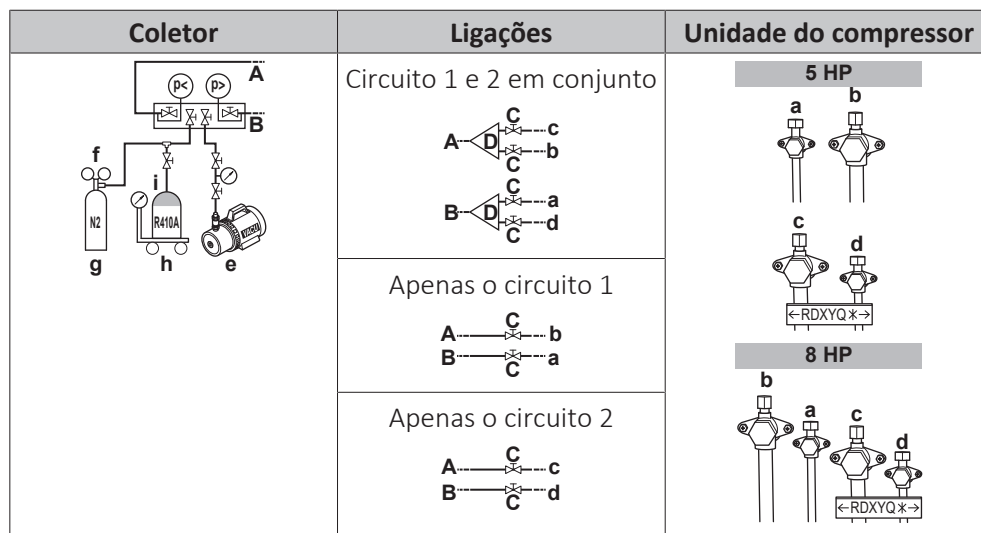 Coletor
Ligações
Unidade do compressor
A
p<
p>
B
f
i
N2
R410A
VACU
g
h
e
Circuito 1 e 2 em conjunto
C
A D c
b
C
C
B D a
d
C
Apenas o circuito 1
C
A b
B a
C
Apenas o circuito 2
C
A c
B d
C
5 HP
a b
c d
←RDXYQ*→
8 HP
b a c d
←RDXYQ*→